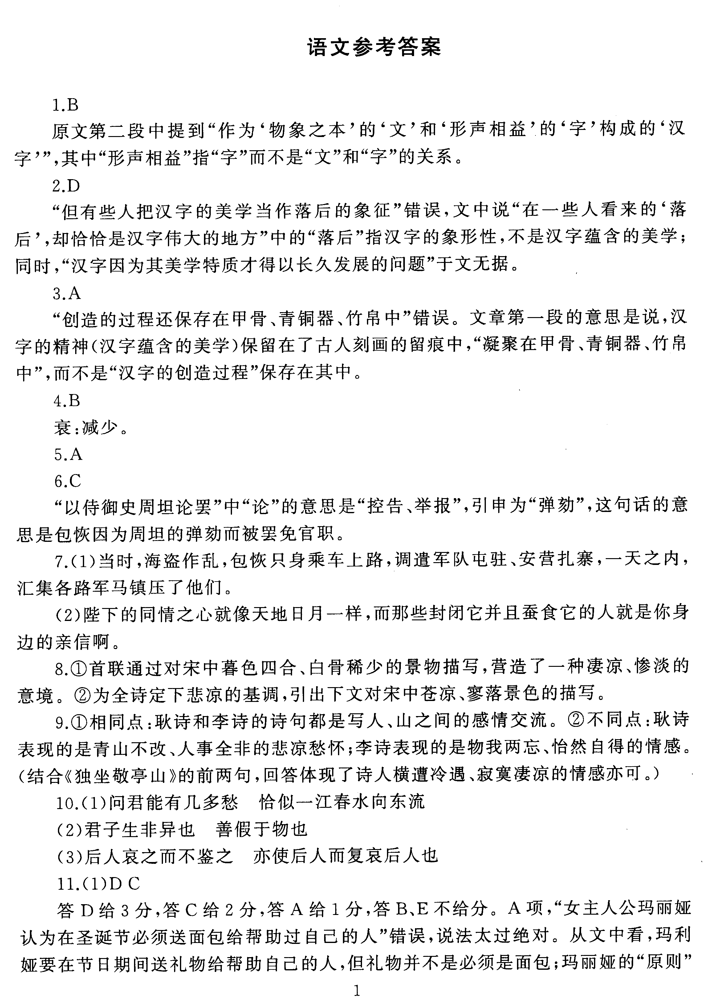 语文参考答案
1.B
原文第二段中提到“作为‘物象之本’的‘文’和‘形声相益’的‘字’构成的‘汉
字’”,其中“形声相益”指“字”而不是“文”和“字”的关系。
2.D
“但有些人把汉字的美学当作落后的象征”错误,文中说“在一些人看来的‘落
后’,却恰恰是汉字伟大的地方”中的“落后”指汉字的象形性,不是汉字蕴含的美学;
同时,“汉字因为其美学特质才得以长久发展的问题”于文无据。
3.A
“创造的过程还保存在甲骨、青铜器、竹帛中”错误。文章第一段的意思是说,汉
字的精神(汉字蕴含的美学)保留在了古人刻画的留痕中,“凝聚在甲骨、青铜器、竹帛
中”,而不是“汉字的创造过程”保存在其中。
4.B
衰:减少。
5.A
6.C
“以侍御史周坦论罢”中“论”的意思是“控告、举报”,引申为“弹劾”,这句话的意
思是包恢因为周坦的弹劾而被罢免官职。
7.(1)当时,海盗作乱,包恢只身乘车上路,调遣军队屯驻、安营扎寨,一天之内,
汇集各路军马镇压了他们。
(2)陛下的同情之心就像天地日月一样,而那些封闭它并且蚕食它的人就是你身
边的亲信啊。
8.①首联通过对宋中暮色四合、白骨稀少的景物描写,营造了一种凄凉、惨淡的
意境。②为全诗定下悲凉的基调,引出下文对宋中苍凉、寥落景色的描写。
9.①相同点:耿诗和李诗的诗句都是写人、山之间的感情交流。②不同点:耿诗
表现的是青山不改、人事全非的悲凉愁怀;李诗表现的是物我两忘、怡然自得的情感。
(结合《独坐敬亭山》的前两句,回答体现了诗人横遭冷遇、寂寞凄凉的情感亦可。)
10.(1)问君能有几多愁 恰似一江春水向东流
(2)君子生非异也 善假于物也
(3)后人哀之而不鉴之 亦使后人而复哀后人也
11.(1)D C
答 D 给 3 分,答 C 给 2 分,答 A 给 1 分,答 B、E 不给分。A 项,“女主人公玛丽娅
认为在圣诞节必须送面包给帮助过自己的人”错误,说法太过绝对。从文中看,玛利
娅要在节日期间送礼物给帮助自己的人,但礼物并不是必须是面包;玛丽娅的“原则”
1